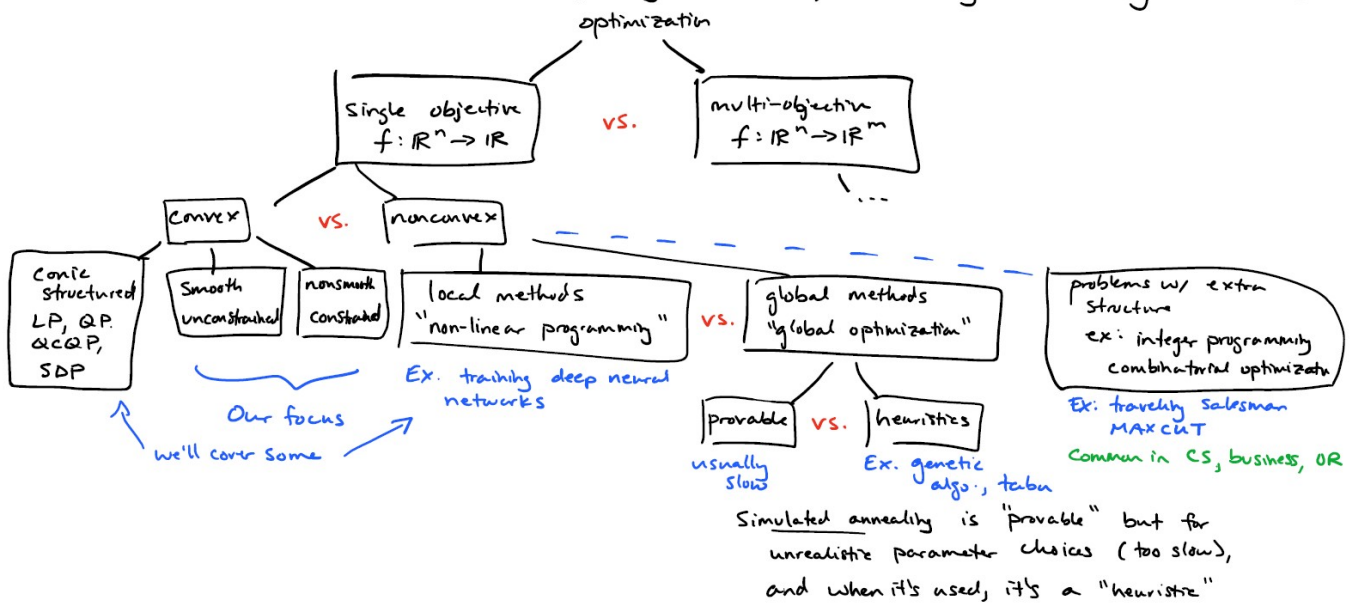 optimization
single objective
f: ℝⁿ → ℝ
vs.
multi-objective
f: ℝⁿ → ℝᵐ
...
convex
vs.
nonconvex
conic
structured
LP, QP.
QCQP,
SDP
smooth
unconstrained
nonsmooth
constrained
local methods
"non-linear programming"
vs.
global methods
"global optimization"
problems w/ extra
structure
ex: integer programming
combinatorial optimizatn
Our focus
we'll cover some
Ex. training deep neural
networks
provable
vs.
heuristics
usually
slow
Ex. genetic
algo., tabu
Ex: traveling salesman
MAXCUT
Common in CS, business, OR
Simulated annealing is "provable" but for
unrealistic parameter choices (too slow),
and when it's used, it's a "heuristic"